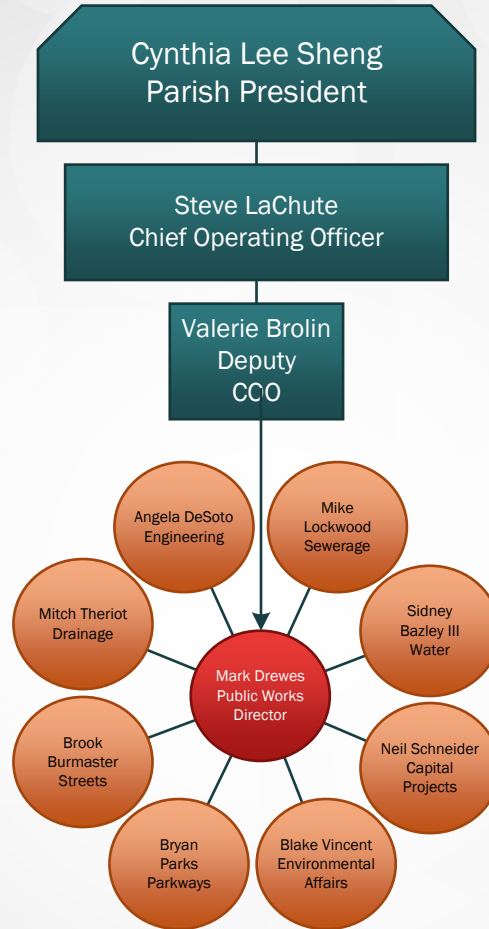 Cynthia Lee Sheng
Parish President
Steve LaChute
Chief Operating Officer
Valerie Brolin
Deputy
COO
Angela DeSoto
Engineering
Mike
Lockwood
Sewerage
Mitch Theriot
Drainage
Sidney
Bazley III
Water
Mark Drewes
Public Works
Director
Brook
Burmaster
Streets
Neil Schneider
Capital
Projects
Bryan
Parks
Parkways
Blake Vincent
Environmental
Affairs